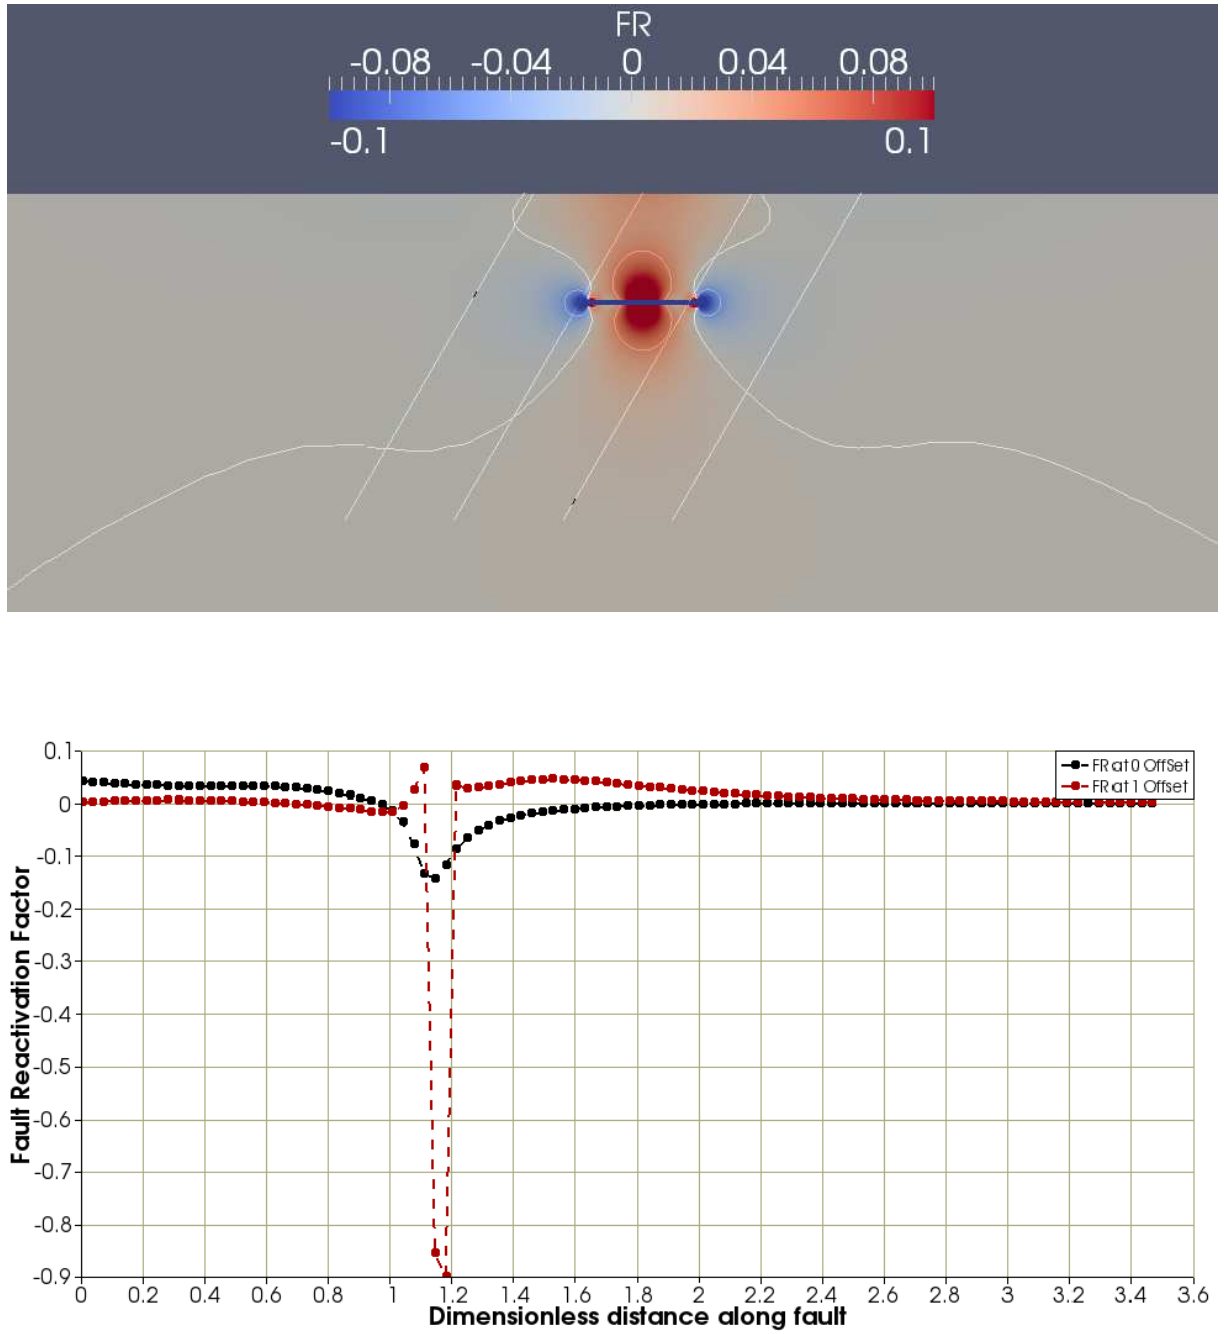 FR
-0.08 -0.04 0 0.04 0.08
-0.1 0.1
0.1
0
-0.1
-0.2
-0.3
-0.4
-0.5
-0.6
-0.7
-0.8
-0.9
Fault Reactivation Factor
FR at 0 OffSet
FR at 1 Offset
0 0.2 0.4 0.6 0.8 1 1.2 1.4 1.6 1.8 2 2.2 2.4 2.6 2.8 3 3.2 3.4 3.6
Dimensionless distance along fault